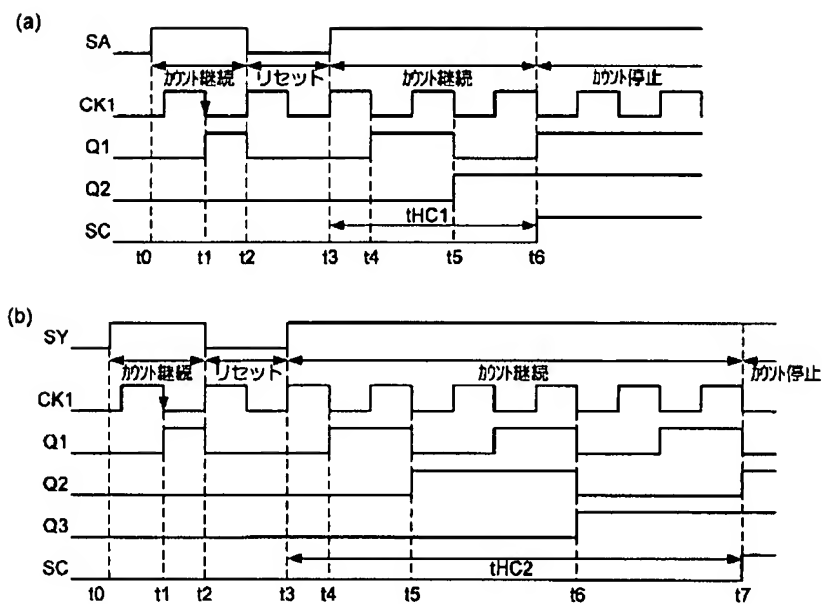 (a)
SA
カウント継続 リセット カウント継続 カウント停止
CK1
Q1
Q2
tHC1
SC
t0 t1 t2 t3 t4 t5 t6
(b)
SY
カウント継続 リセット カウント継続 カウント停止
CK1
Q1
Q2
Q3
tHC2
SC
t0 t1 t2 t3 t4 t5 t6 t7